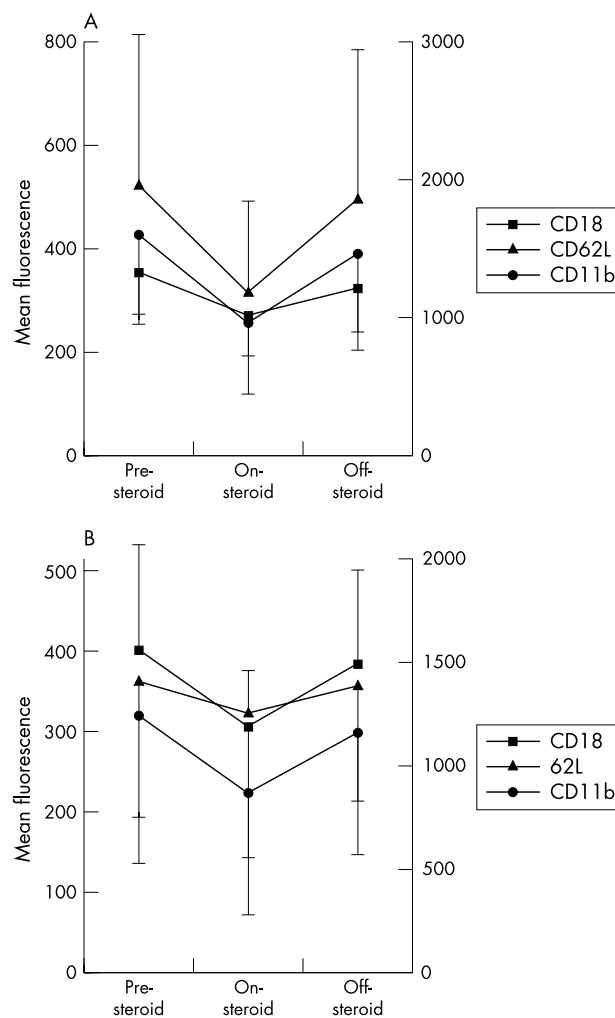 A
800
600
400
200
0
Mean fluorescence
3000
2000
1000
0
Pre-
steroid
On-
steroid
Off-
steroid
CD18
CD62L
CD11b
B
500
400
300
200
100
0
Mean fluorescence
2000
1500
1000
500
0
Pre-
steroid
On-
steroid
Off-
steroid
CD18
62L
CD11b